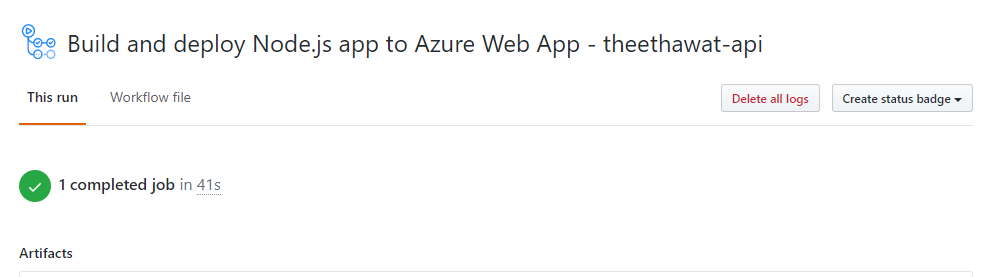 Build and deploy Node.js app to Azure Web App - theethawat-api
This run Workflow file Delete all logs Create status badge
1 completed job in 41s
Artifacts